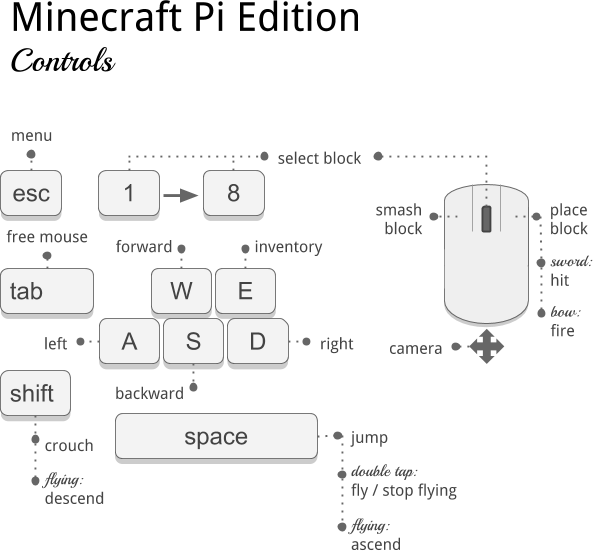 Minecraft Pi Edition
Controls
menu
esc
1
8
select block
smash
block
place
block
sword:
hit
bow:
fire
camera
free mouse
tab
forward
inventory
W
E
left
A
S
D
right
backward
shift
crouch
flying:
descend
space
jump
double tap:
fly / stop flying
flying:
ascend